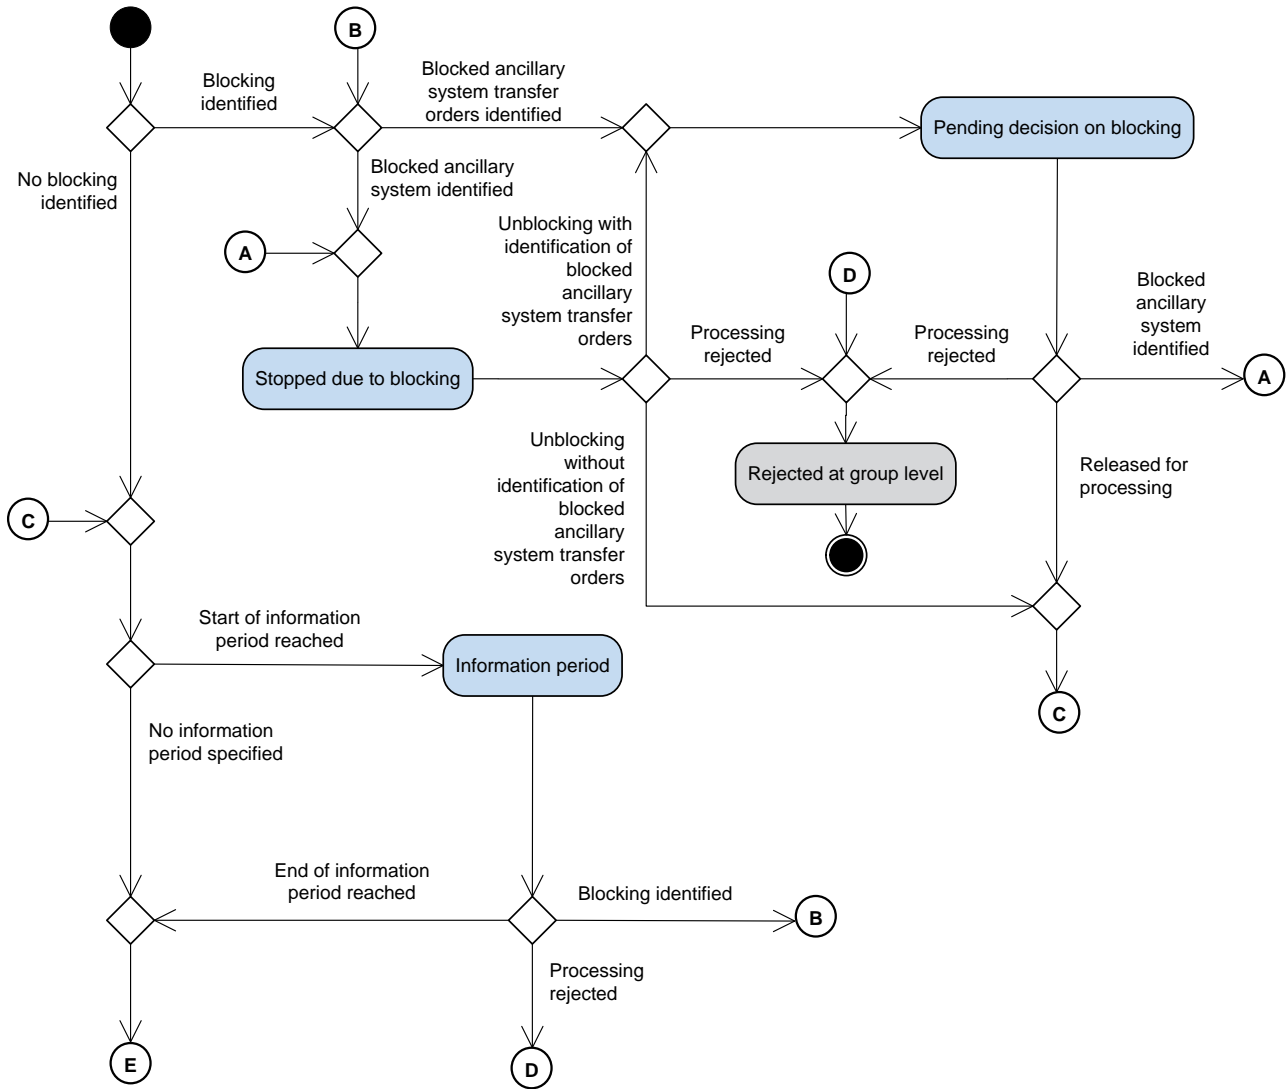 B
Blocking
identified
Blocked ancillary
system transfer
orders identified
Pending decision on blocking
No blocking
identified
Blocked ancillary
system identified
A
Unblocking with
identification of
blocked
ancillary
system transfer
orders
D
Blocked
ancillary
system
identified
Processing
rejected
Processing
rejected
Stopped due to blocking
A
Unblocking
without
identification of
blocked
ancillary
system transfer
orders
Rejected at group level
Released for
processing
C
Start of information
period reached
Information period
C
No information
period specified
End of information
period reached
Blocking identified
B
Processing
rejected
E
D